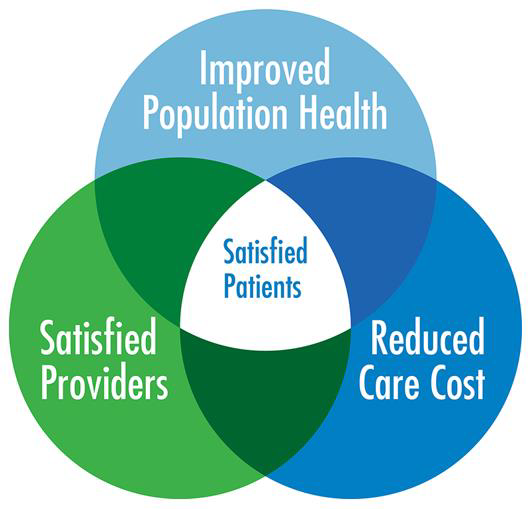 Improved
Population Health
Satisfied
Patients
Satisfied
Providers
Reduced
Care Cost